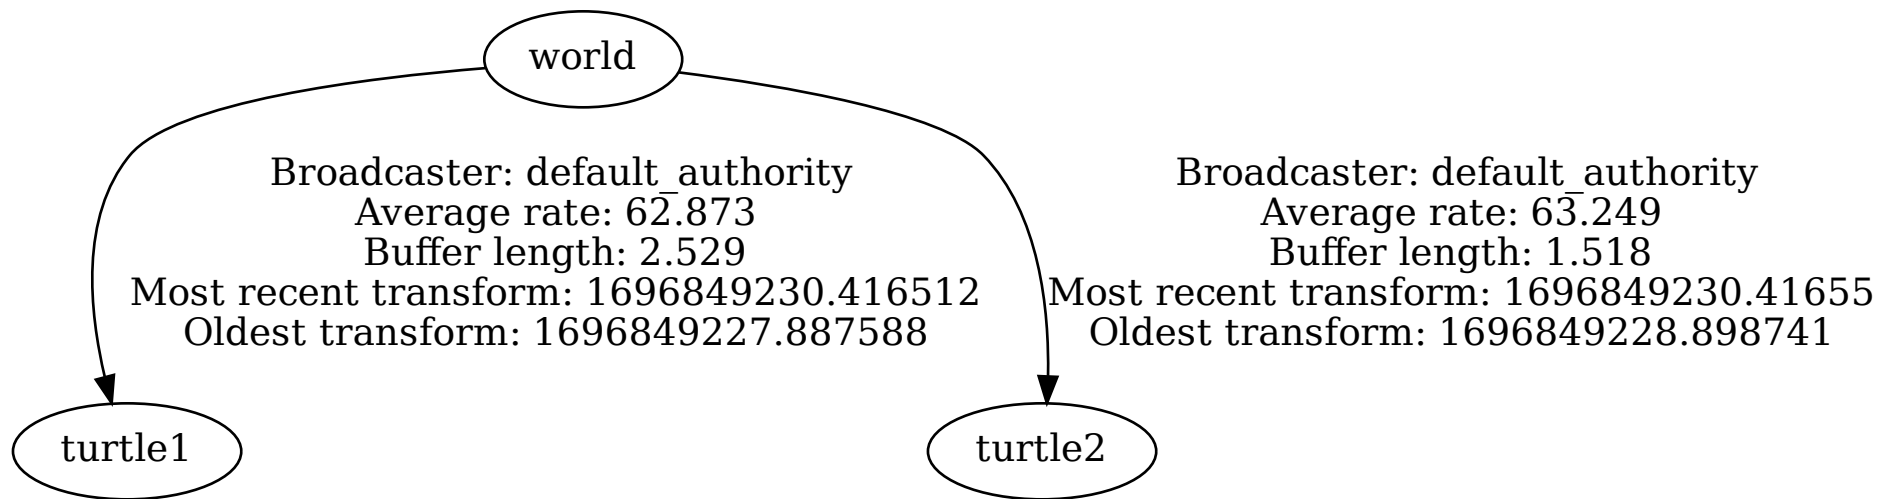 world
Broadcaster: default_authority
Average rate: 62.873
Buffer length: 2.529
Most recent transform: 1696849230.416512
Oldest transform: 1696849227.887588
Broadcaster: default_authority
Average rate: 63.249
Buffer length: 1.518
Most recent transform: 1696849230.41655
Oldest transform: 1696849228.898741
turtle1
turtle2